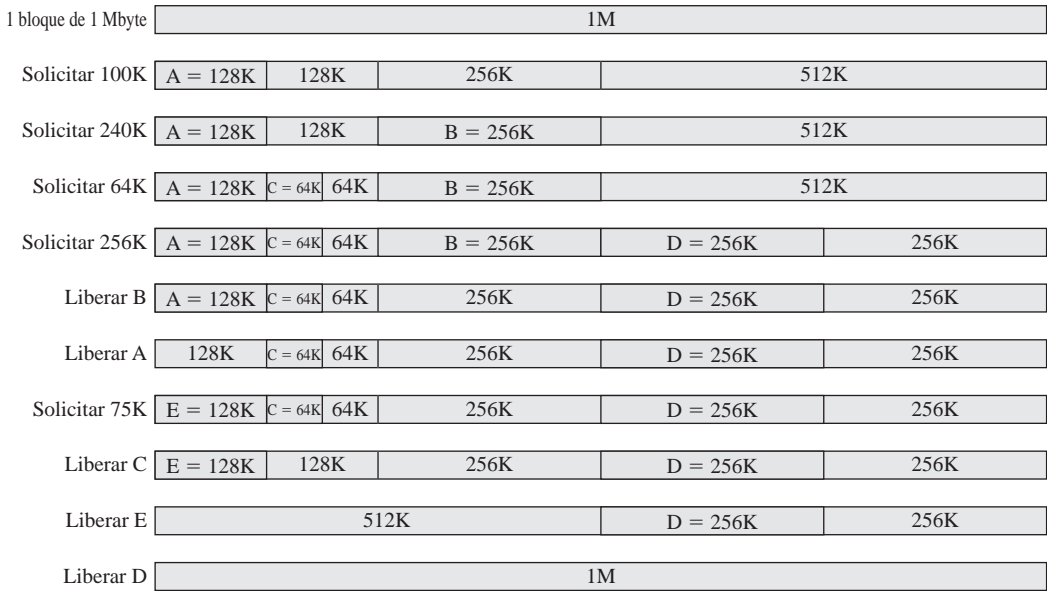 1 bloque de 1 Mbyte 1M
Solicitar 100K A = 128K 128K 256K 512K
Solicitar 240K A = 128K 128K B = 256K 512K
Solicitar 64K A = 128K C = 64K 64K B = 256K 512K
Solicitar 256K A = 128K C = 64K 64K B = 256K D = 256K 256K
Liberar B A = 128K C = 64K 64K 256K D = 256K 256K
Liberar A 128K C = 64K 64K 256K D = 256K 256K
Solicitar 75K E = 128K C = 64K 64K 256K D = 256K 256K
Liberar C E = 128K 128K 256K D = 256K 256K
Liberar E 512K D = 256K 256K
Liberar D 1M